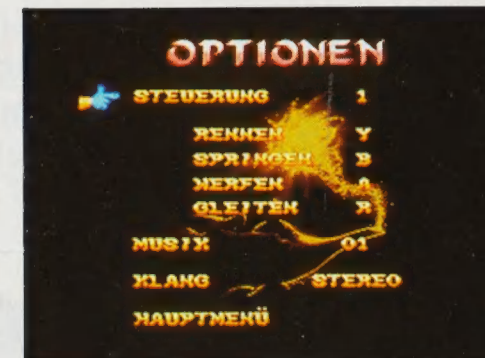 OPTIONEN
STEUERUNG 1
RENNEN Y
SPRINGEN B
WERFEN A
GLEITEN R
MUSIK 01
KLANG STEREO
HAUPTMENÜ